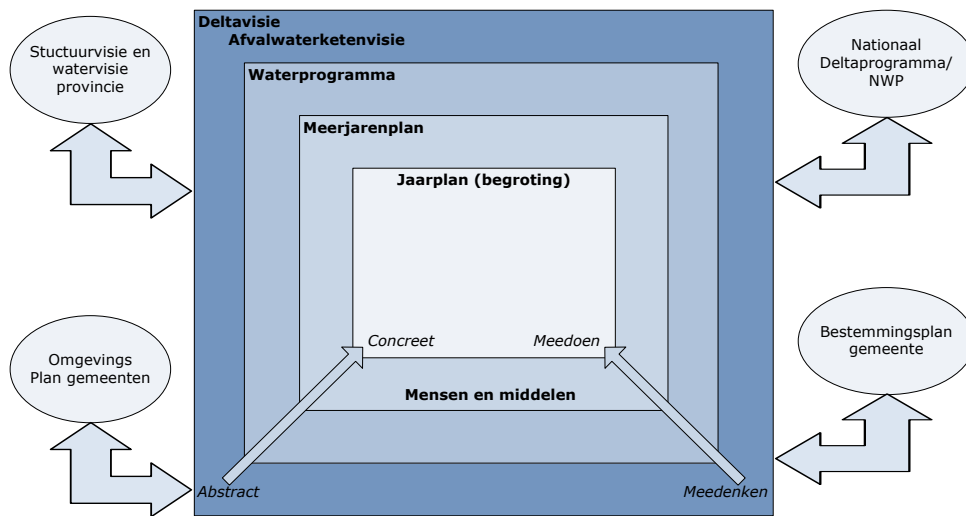 Deltavisie
Afvalwaterketenvisie
Stuctuurvisie en
watervisie
provincie
Nationaal
Deltaprogramma/
NWP
Waterprogramma
Meerjarenplan
Jaarplan (begroting)
Concreet
Meedoen
Omgevings
Plan gemeenten
Bestemmingsplan
gemeente
Mensen en middelen
Abstract
Meedenken